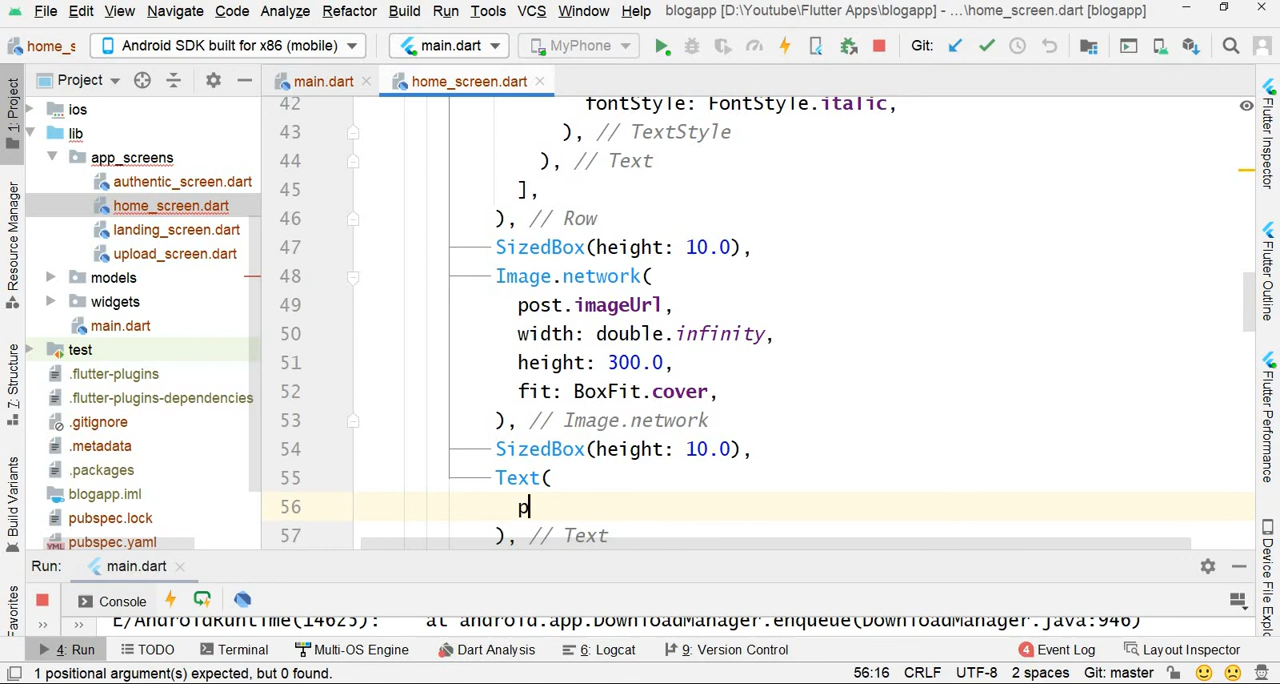 File Edit View Navigate Code Analyze Refactor Build Run Tools VCS Window Help blogapp [D:\Youtube\Flutter Apps\blogapp] - ...\home_screen.dart [blogapp]
home_s Android SDK built for x86 (mobile) main.dart MyPhone Git:
1: Project
Resource Manager
7: Structure
Build Variants
Favorites
Project
ios
lib
app_screens
authentic_screen.dart
home_screen.dart
landing_screen.dart
upload_screen.dart
models
widgets
main.dart
test
.flutter-plugins
.flutter-plugins-dependencies
.gitignore
.metadata
.packages
blogapp.iml
pubspec.lock
pubspec.yaml
main.dart home_screen.dart
42 fontStyle: FontStyle.italic,
43 ), // TextStyle
44 ), // Text
45 ],
46 ), // Row
47 SizedBox(height: 10.0),
48 Image.network(
49 post.imageUrl,
50 width: double.infinity,
51 height: 300.0,
52 fit: BoxFit.cover,
53 ), // Image.network
54 SizedBox(height: 10.0),
55 Text(
56 p
57 ), // Text
Flutter Inspector
Flutter Outline
Flutter Performance
Device File Explo
Run: main.dart
Console
E/AndroidRuntime(14625): at android.app.DownloadManager.enqueue(DownloadManager.java:946)
4: Run TODO Terminal Multi-OS Engine Dart Analysis 6: Logcat 9: Version Control 4 Event Log Layout Inspector
1 positional argument(s) expected, but 0 found. 56:16 CRLF UTF-8 2 spaces Git: master